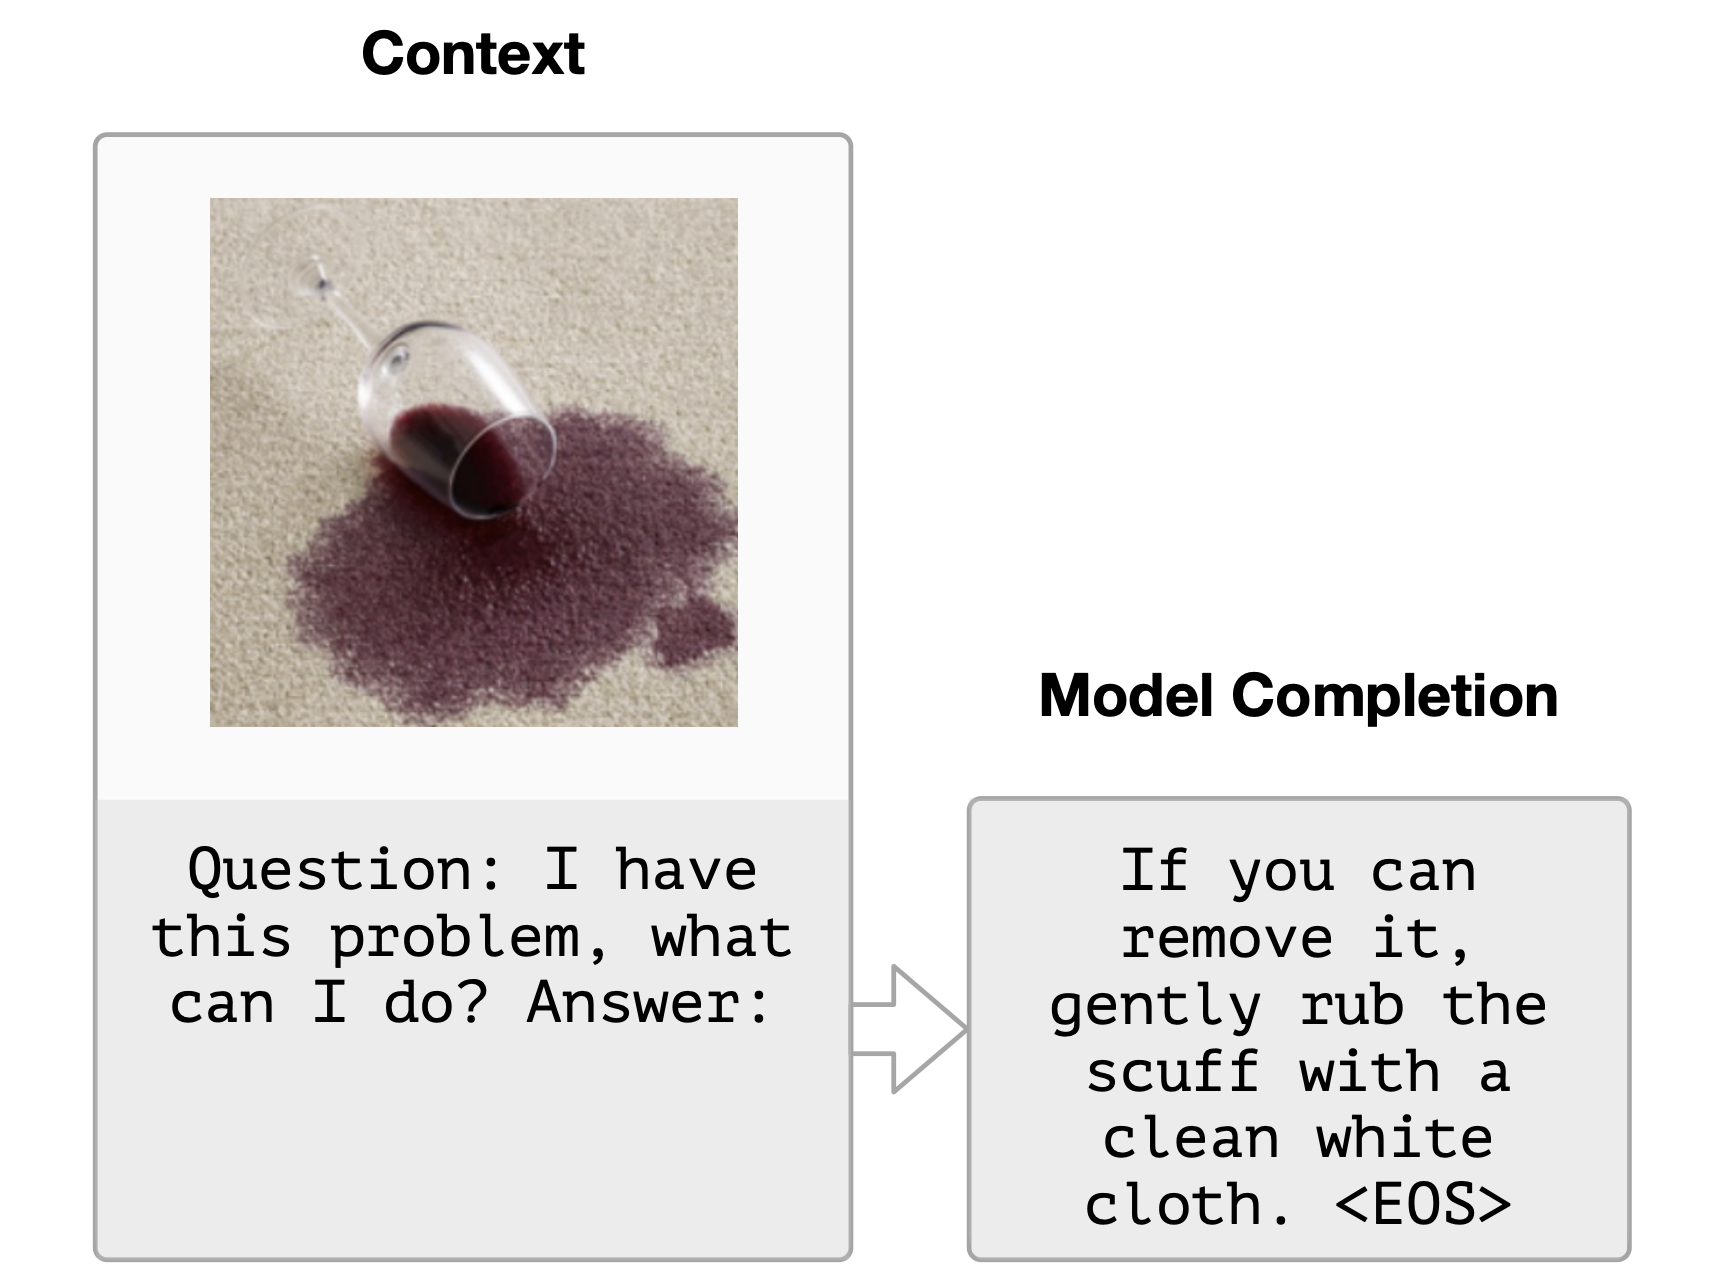 Context
Question: I have
this problem, what
can I do? Answer:
Model Completion
If you can
remove it,
gently rub the
scuff with a
clean white
cloth. <EOS>